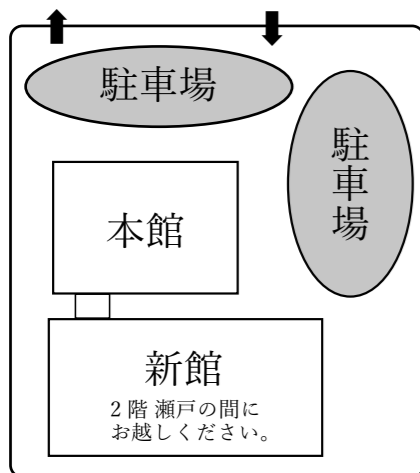 駐車場
駐車場
本館
新館
2階 瀬戸の間に
お越しください。